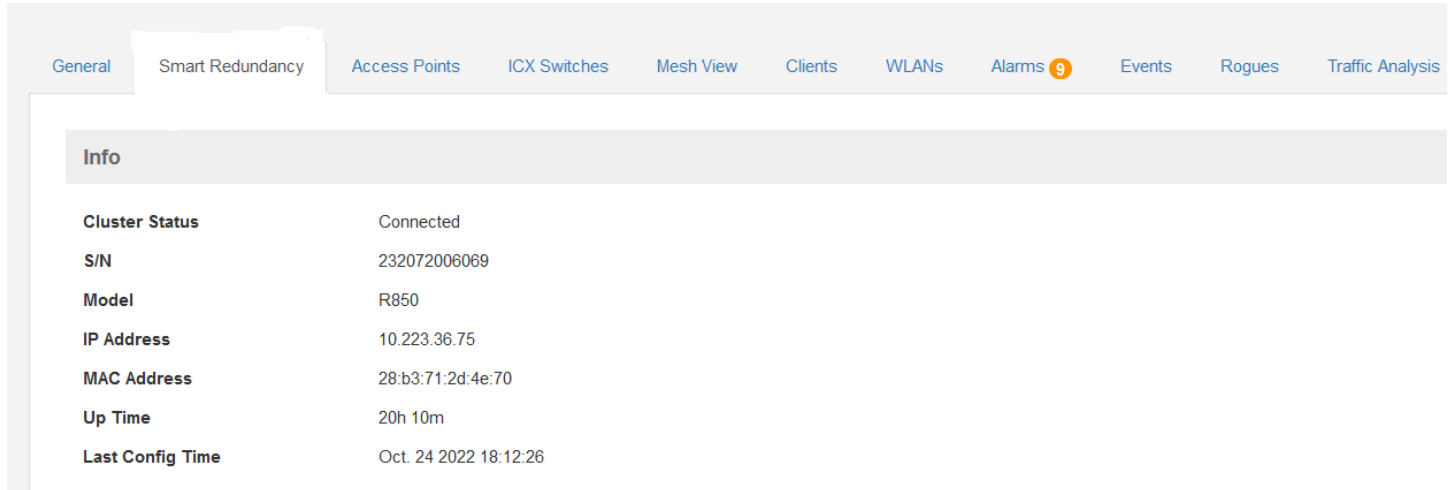 General Smart Redundancy Access Points ICX Switches Mesh View Clients WLANs Alarms 9 Events Rogues Traffic Analysis
Info
Cluster Status Connected
S/N 232072006069
Model R850
IP Address 10.223.36.75
MAC Address 28:b3:71:2d:4e:70
Up Time 20h 10m
Last Config Time Oct. 24 2022 18:12:26